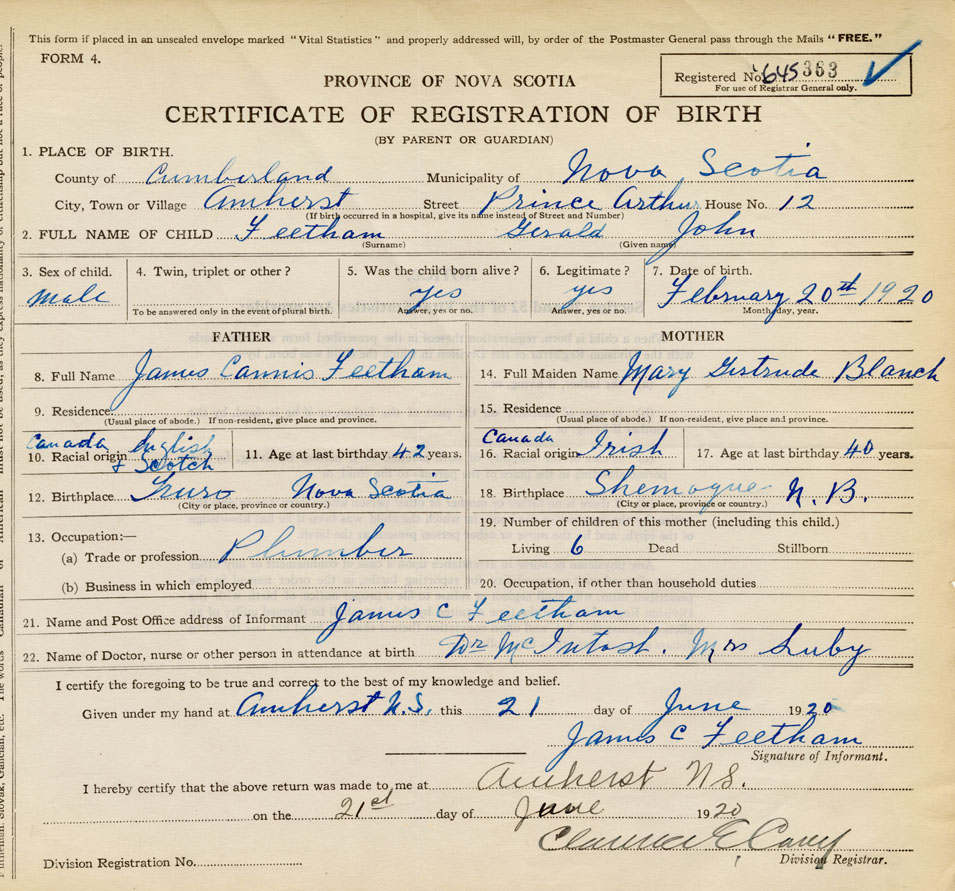 This form if placed in an unsealed envelope marked "Vital Statistics" and properly addressed will, by order of the Postmaster General pass through the Mails "FREE."
FORM 4.
Registered No. 645363
For use of Registrar General only.
PROVINCE OF NOVA SCOTIA
CERTIFICATE OF REGISTRATION OF BIRTH
(BY PARENT OR GUARDIAN)
1. PLACE OF BIRTH.
County of Cumberland Municipality of Nova Scotia
City, Town or Village Amherst Street Prince Arthur House No. 12
(If birth occurred in a hospital, give its name instead of Street and Number)
2. FULL NAME OF CHILD Feetham Gerald John
(Surname) (Given name)
3. Sex of child. 4. Twin, triplet or other? 5. Was the child born alive? 6. Legitimate? 7. Date of birth.
Male yes yes February 20th 1920
To be answered only in the event of plural birth. Answer, yes or no. Answer, yes or no. Month, day, year.
FATHER MOTHER
8. Full Name James Cannis Feetham 14. Full Maiden Name Mary Gertrude Blanch
9. Residence 15. Residence
(Usual place of abode.) If non-resident, give place and province. (Usual place of abode.) If non-resident, give place and province.
Canada English Canada
10. Racial origin & Scotch 11. Age at last birthday 42 years. 16. Racial origin Irish 17. Age at last birthday 40 years.
12. Birthplace Truro Nova Scotia 18. Birthplace Shemogue N. B.
(City or place, province or country.) (City or place, province or country.)
13. Occupation:— 19. Number of children of this mother (including this child.)
(a) Trade or profession Plumber Living 6 Dead Stillborn
(b) Business in which employed 20. Occupation, if other than household duties
21. Name and Post Office address of Informant James C Feetham
22. Name of Doctor, nurse or other person in attendance at birth Dr McIntosh. Mrs Luby
I certify the foregoing to be true and correct to the best of my knowledge and belief.
Given under my hand at Amherst N.S. this 21 day of June 1920
James C Feetham
Signature of Informant.
I hereby certify that the above return was made to me at Amherst NS.
on the 21st day of June 1920
Clarence E
Division Registration No. Division Registrar.